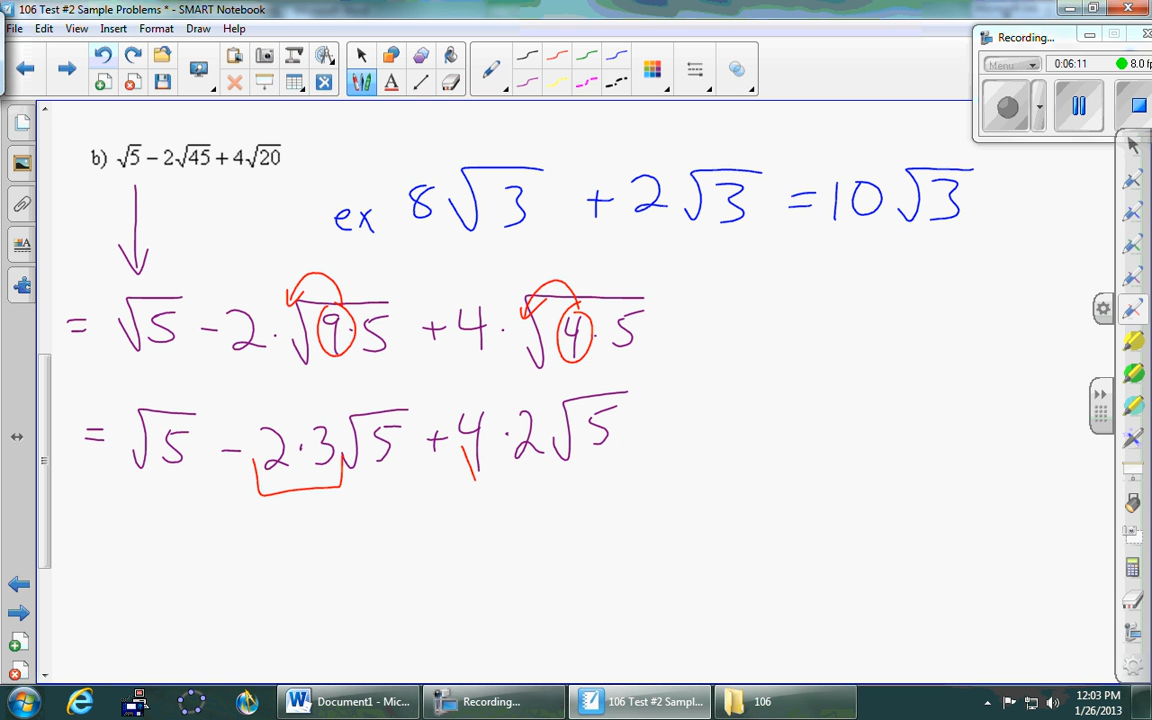 106 Test #2 Sample Problems * - SMART Notebook
File Edit View Insert Format Draw Help
Recording...
Menu 0:06:11 8.0 f
b) √5 − 2√45 + 4√20
ex 8√3 + 2√3 = 10√3
= √5 − 2 · √9·5 + 4 · √4·5
= √5 − 2·3√5 + 4·2√5
Document1 - Mic... Recording... 106 Test #2 Sampl... 106
12:03 PM
1/26/2013